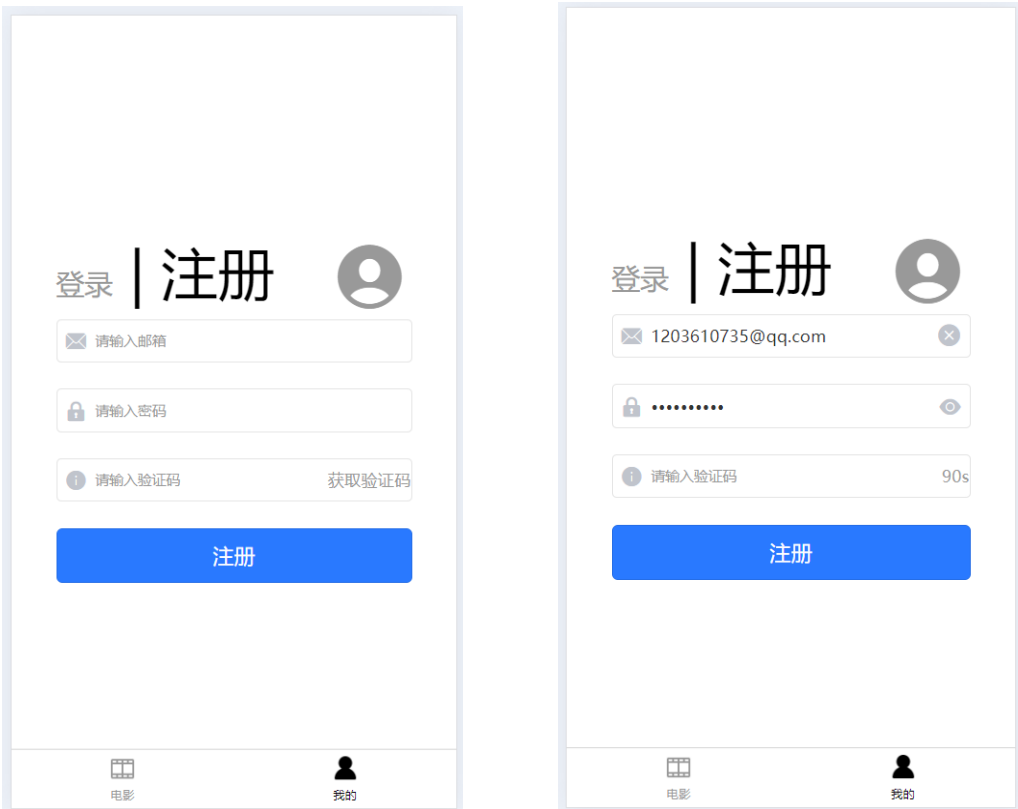 登录 | 注册
请输入邮箱
请输入密码
请输入验证码 获取验证码
注册
电影 我的
登录 | 注册
1203610735@qq.com
••••••••••
请输入验证码 90s
注册
电影 我的